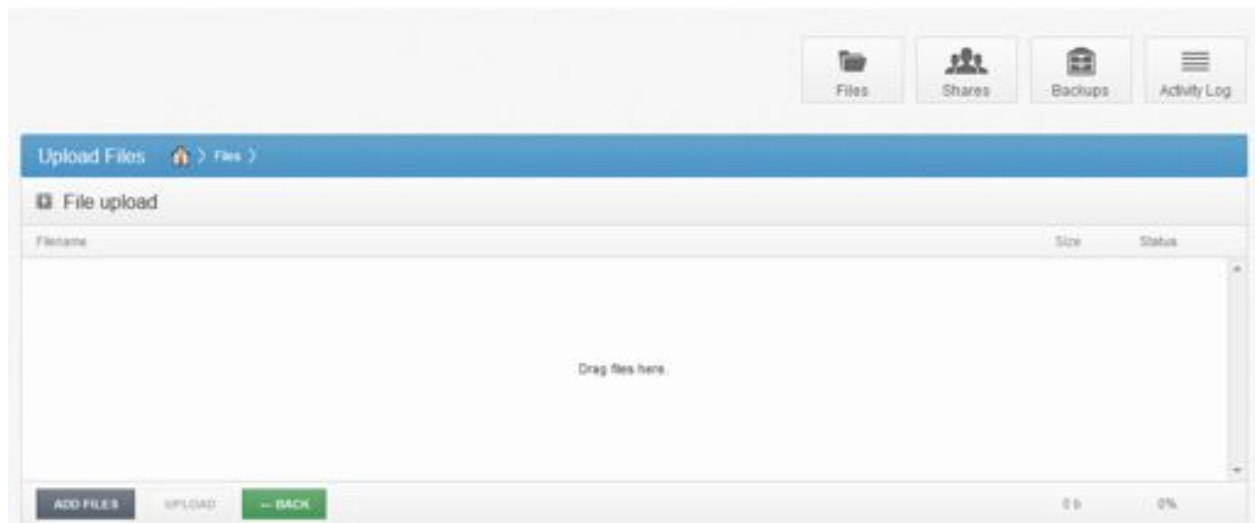 Files Shares Backups Activity Log
Upload Files Files
File upload
Filename Size Status
Drag files here.
ADD FILES UPLOAD ← BACK 0 b 0%